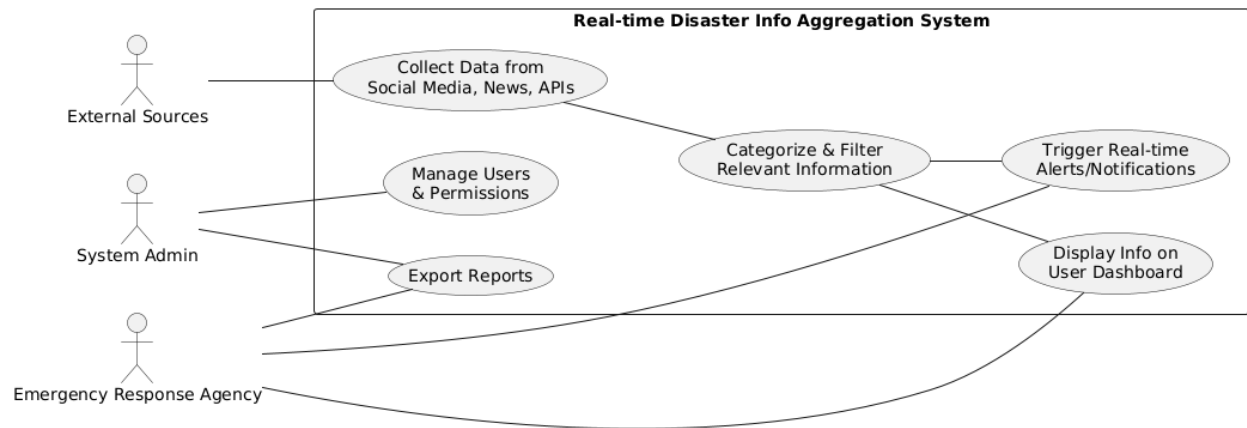 Real-time Disaster Info Aggregation System
Collect Data from
Social Media, News, APIs
External Sources
Categorize & Filter
Relevant Information
Trigger Real-time
Alerts/Notifications
Manage Users
& Permissions
System Admin
Export Reports
Display Info on
User Dashboard
Emergency Response Agency